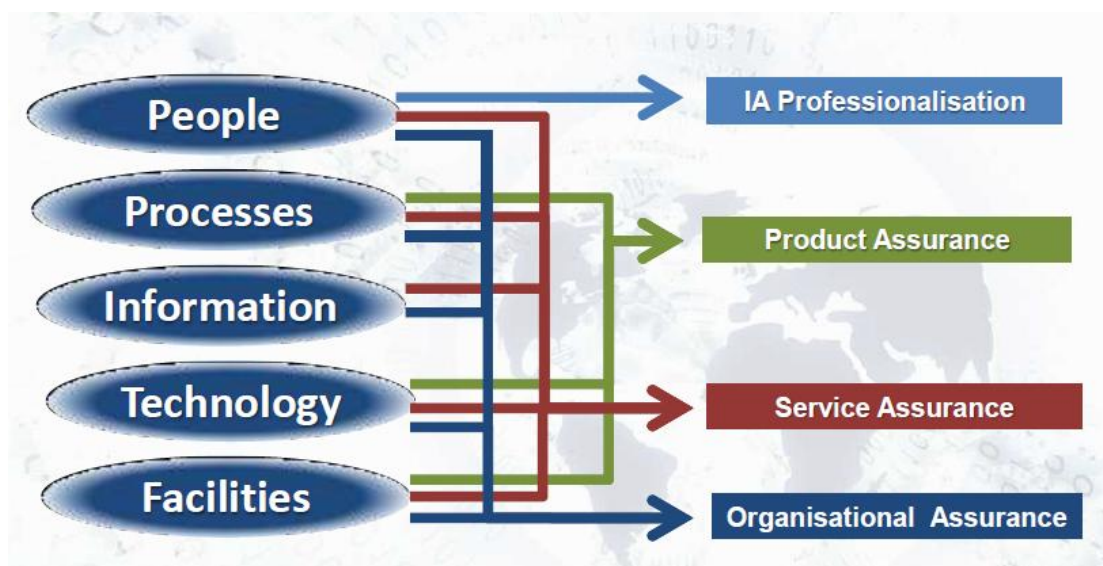 People
IA Professionalisation
Processes
Product Assurance
Information
Technology
Service Assurance
Facilities
Organisational Assurance